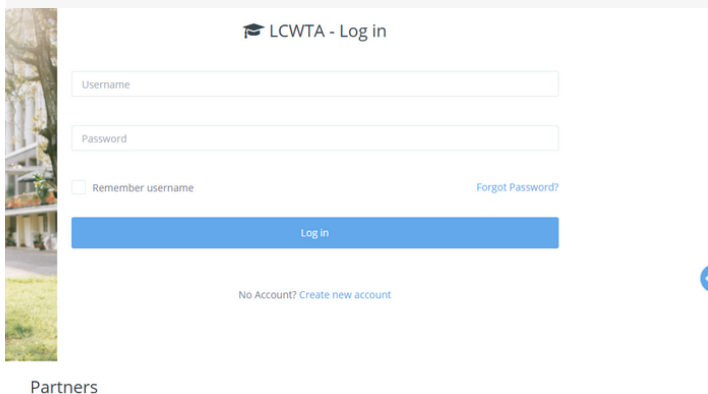 LCWTA - Log in
Username
Password
Remember username
Forgot Password?
Log in
No Account? Create new account
Partners